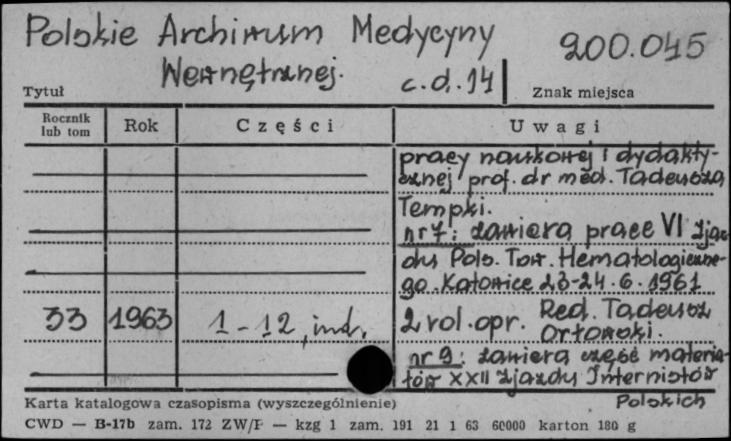 Polskie Archiwum Medycyny 200.045
Wewnętrznej. c.d. 14
Tytuł Znak miejsca
Rocznik lub tom Rok Części Uwagi
pracy naukowej i dydakty-
cznej prof. dr med. Tadeusza
Tempki.
nr 7: zawiera prace VI zjaz-
du Pols. Tow. Hematologiczne-
go. Katowice 23-24.6.1961
33 1963 1-12, ind. 2 vol. opr. Red. Tadeusz
Orłowski.
nr 9: zawiera część materia-
łów XXII Zjazdu Internistów
Polskich
Karta katalogowa czasopisma (wyszczególnienie)
CWD — B-17b zam. 172 ZW/P — kzg 1 zam. 191 21 1 63 60000 karton 180 g